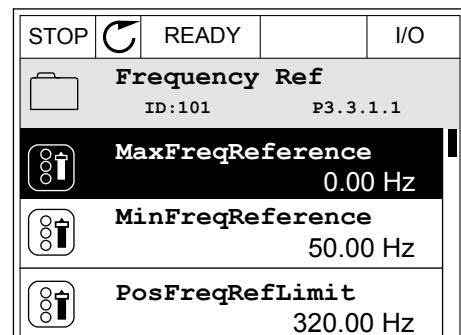 STOP READY I/O
Frequency Ref
ID:101 P3.3.1.1
MaxFreqReference
0.00 Hz
MinFreqReference
50.00 Hz
PosFreqRefLimit
320.00 Hz